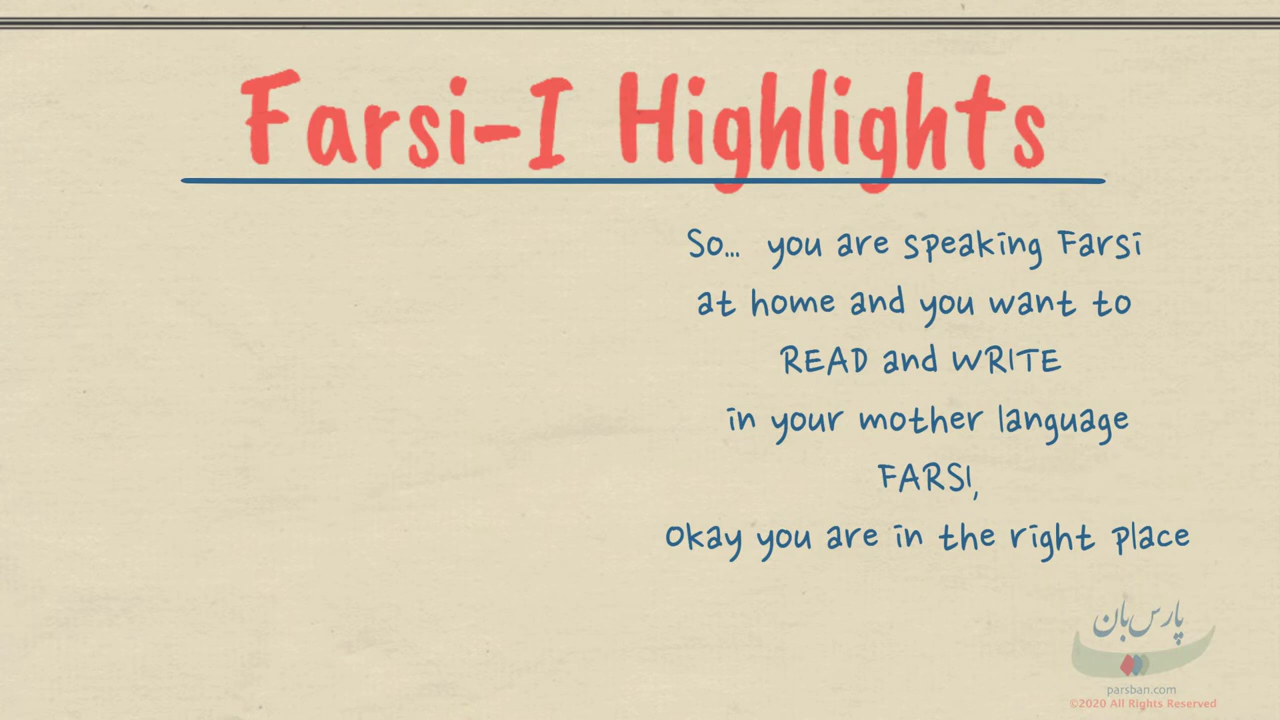 Farsi-I Highlights
So... you are speaking Farsi
at home and you want to
READ and WRITE
in your mother language
FARSI,
okay you are in the right place
پارس‌بان
parsban.com
©2020 All Rights Reserved